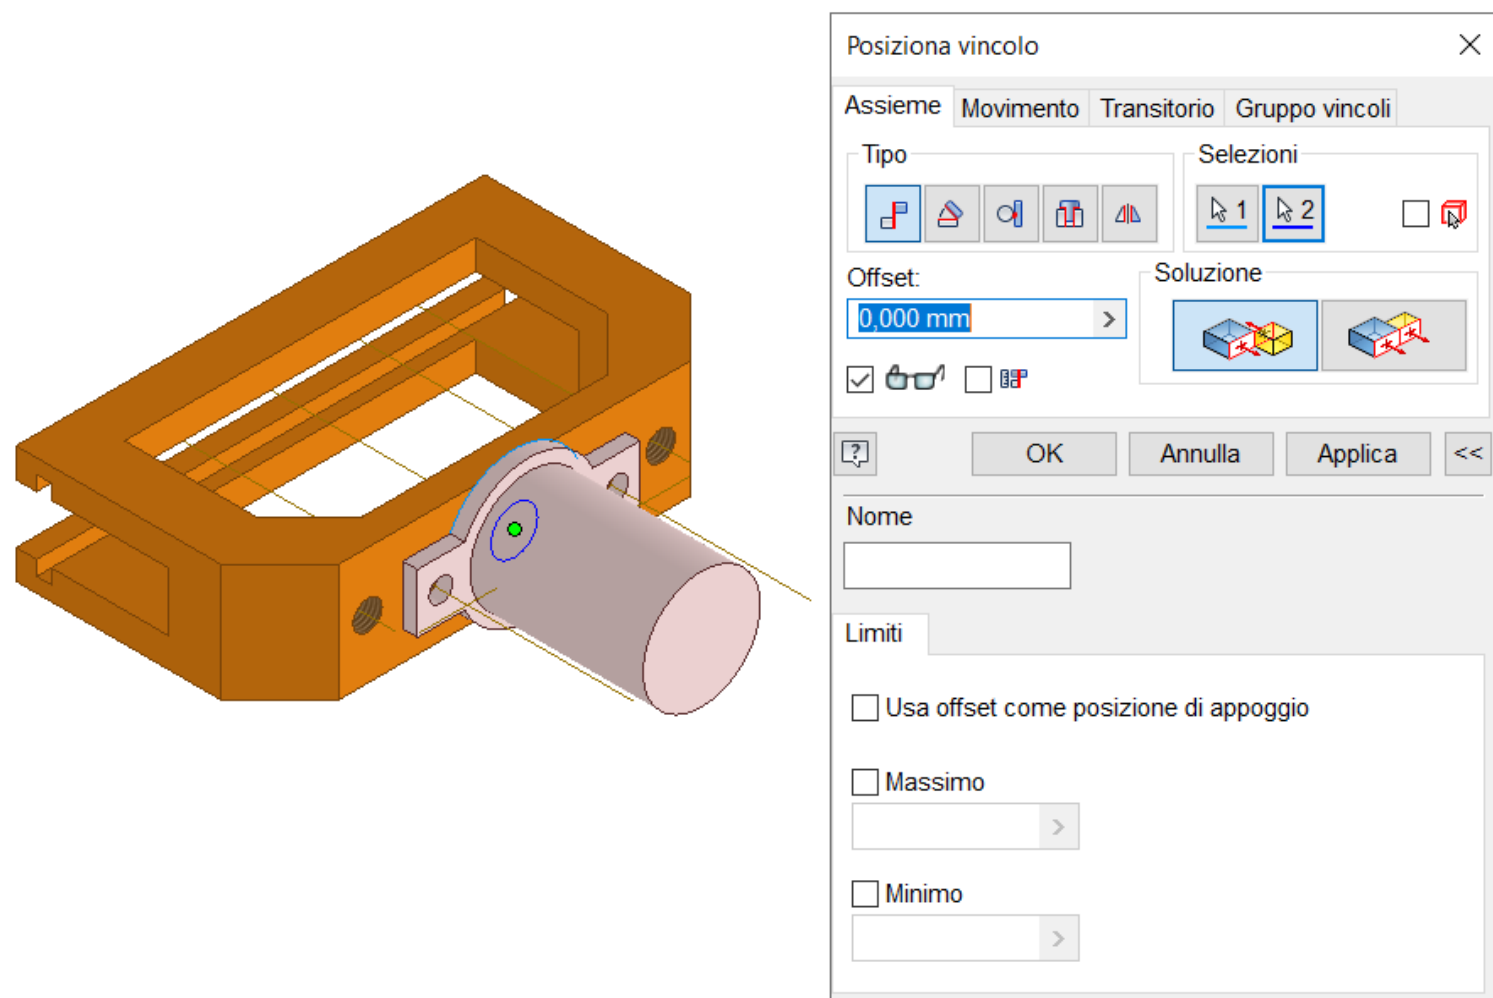 Posiziona vincolo
Assieme Movimento Transitorio Gruppo vincoli
Tipo Selezioni
1 2
Offset: Soluzione
0,000 mm
? OK Annulla Applica <<
Nome
Limiti
Usa offset come posizione di appoggio
Massimo
Minimo